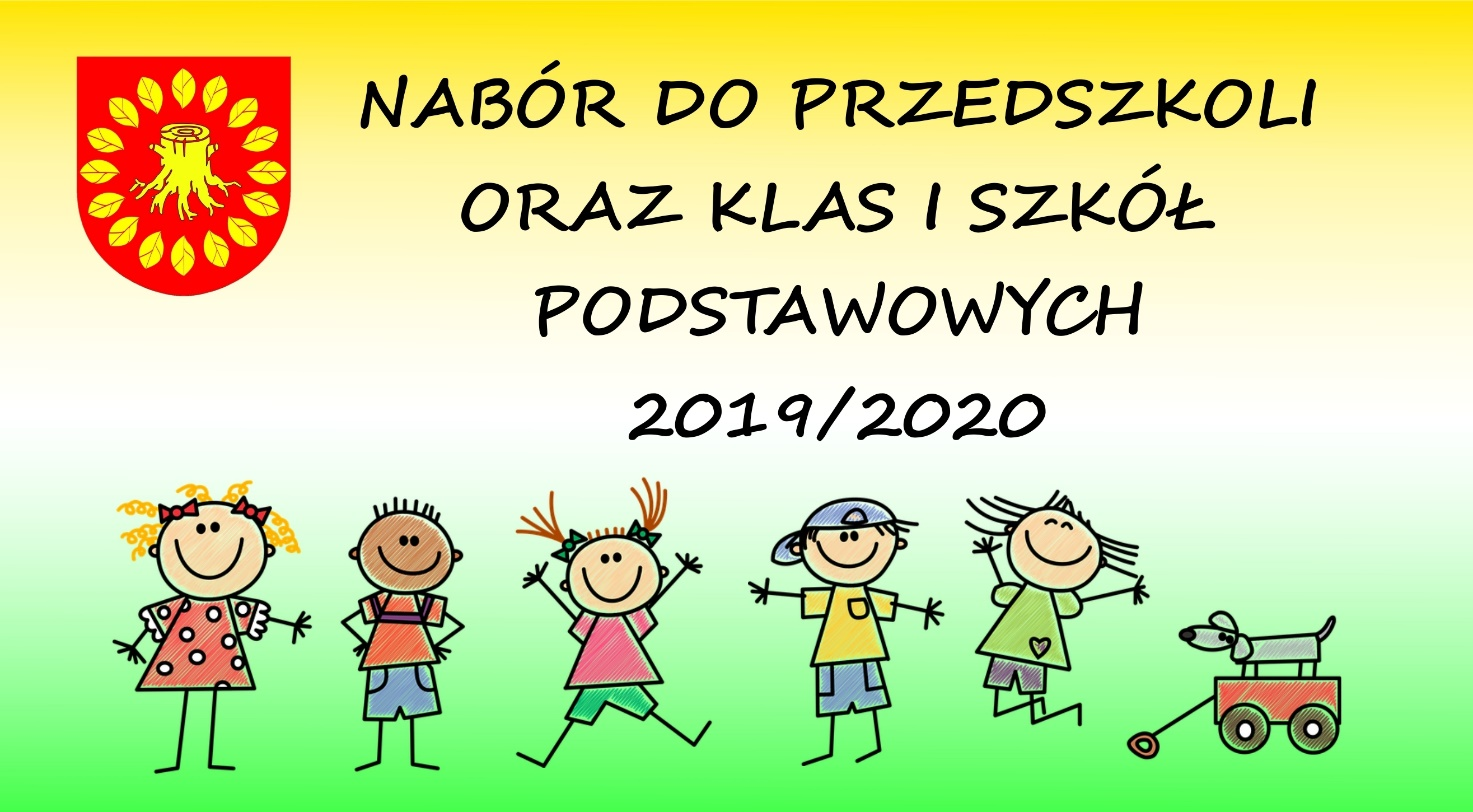 NABÓR DO PRZEDSZKOLI
ORAZ KLAS I SZKÓŁ
PODSTAWOWYCH
2019/2020